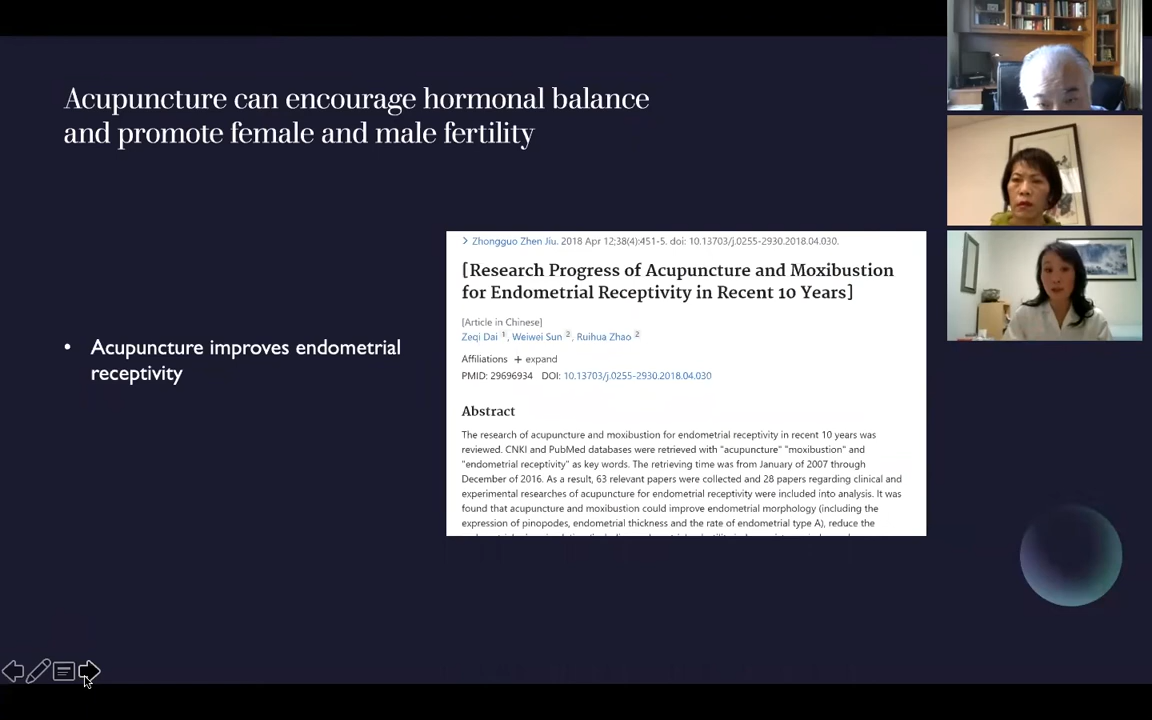 Acupuncture can encourage hormonal balance
and promote female and male fertility
• Acupuncture improves endometrial
receptivity
> Zhongguo Zhen Jiu. 2018 Apr 12;38(4):451-5. doi: 10.13703/j.0255-2930.2018.04.030.
[Research Progress of Acupuncture and Moxibustion
for Endometrial Receptivity in Recent 10 Years]
[Article in Chinese]
Zeqi Dai 1, Weiwei Sun 2, Ruihua Zhao 2
Affiliations + expand
PMID: 29696934 DOI: 10.13703/j.0255-2930.2018.04.030
Abstract
The research of acupuncture and moxibustion for endometrial receptivity in recent 10 years was
reviewed. CNKI and PubMed databases were retrieved with "acupuncture" "moxibustion" and
"endometrial receptivity" as key words. The retrieving time was from January of 2007 through
December of 2016. As a result, 63 relevant papers were collected and 28 papers regarding clinical and
experimental researches of acupuncture for endometrial receptivity were included into analysis. It was
found that acupuncture and moxibustion could improve endometrial morphology (including the
expression of pinopodes, endometrial thickness and the rate of endometrial type A), reduce the